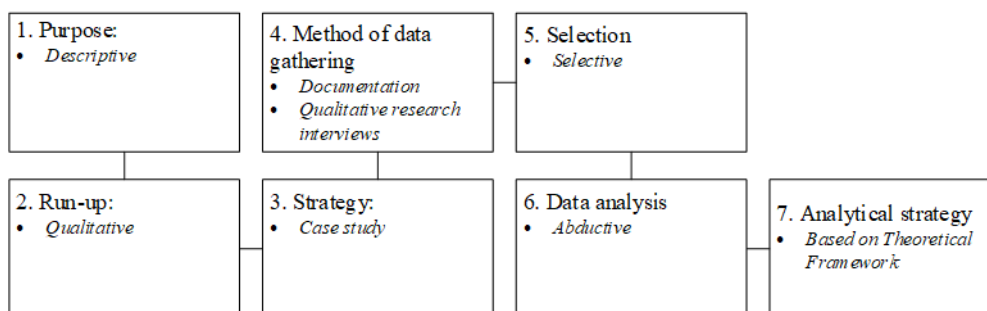 1. Purpose:
• Descriptive
2. Run-up:
• Qualitative
3. Strategy:
• Case study
4. Method of data
gathering
• Documentation
• Qualitative research
interviews
5. Selection
• Selective
6. Data analysis
• Abductive
7. Analytical strategy
• Based on Theoretical
Framework